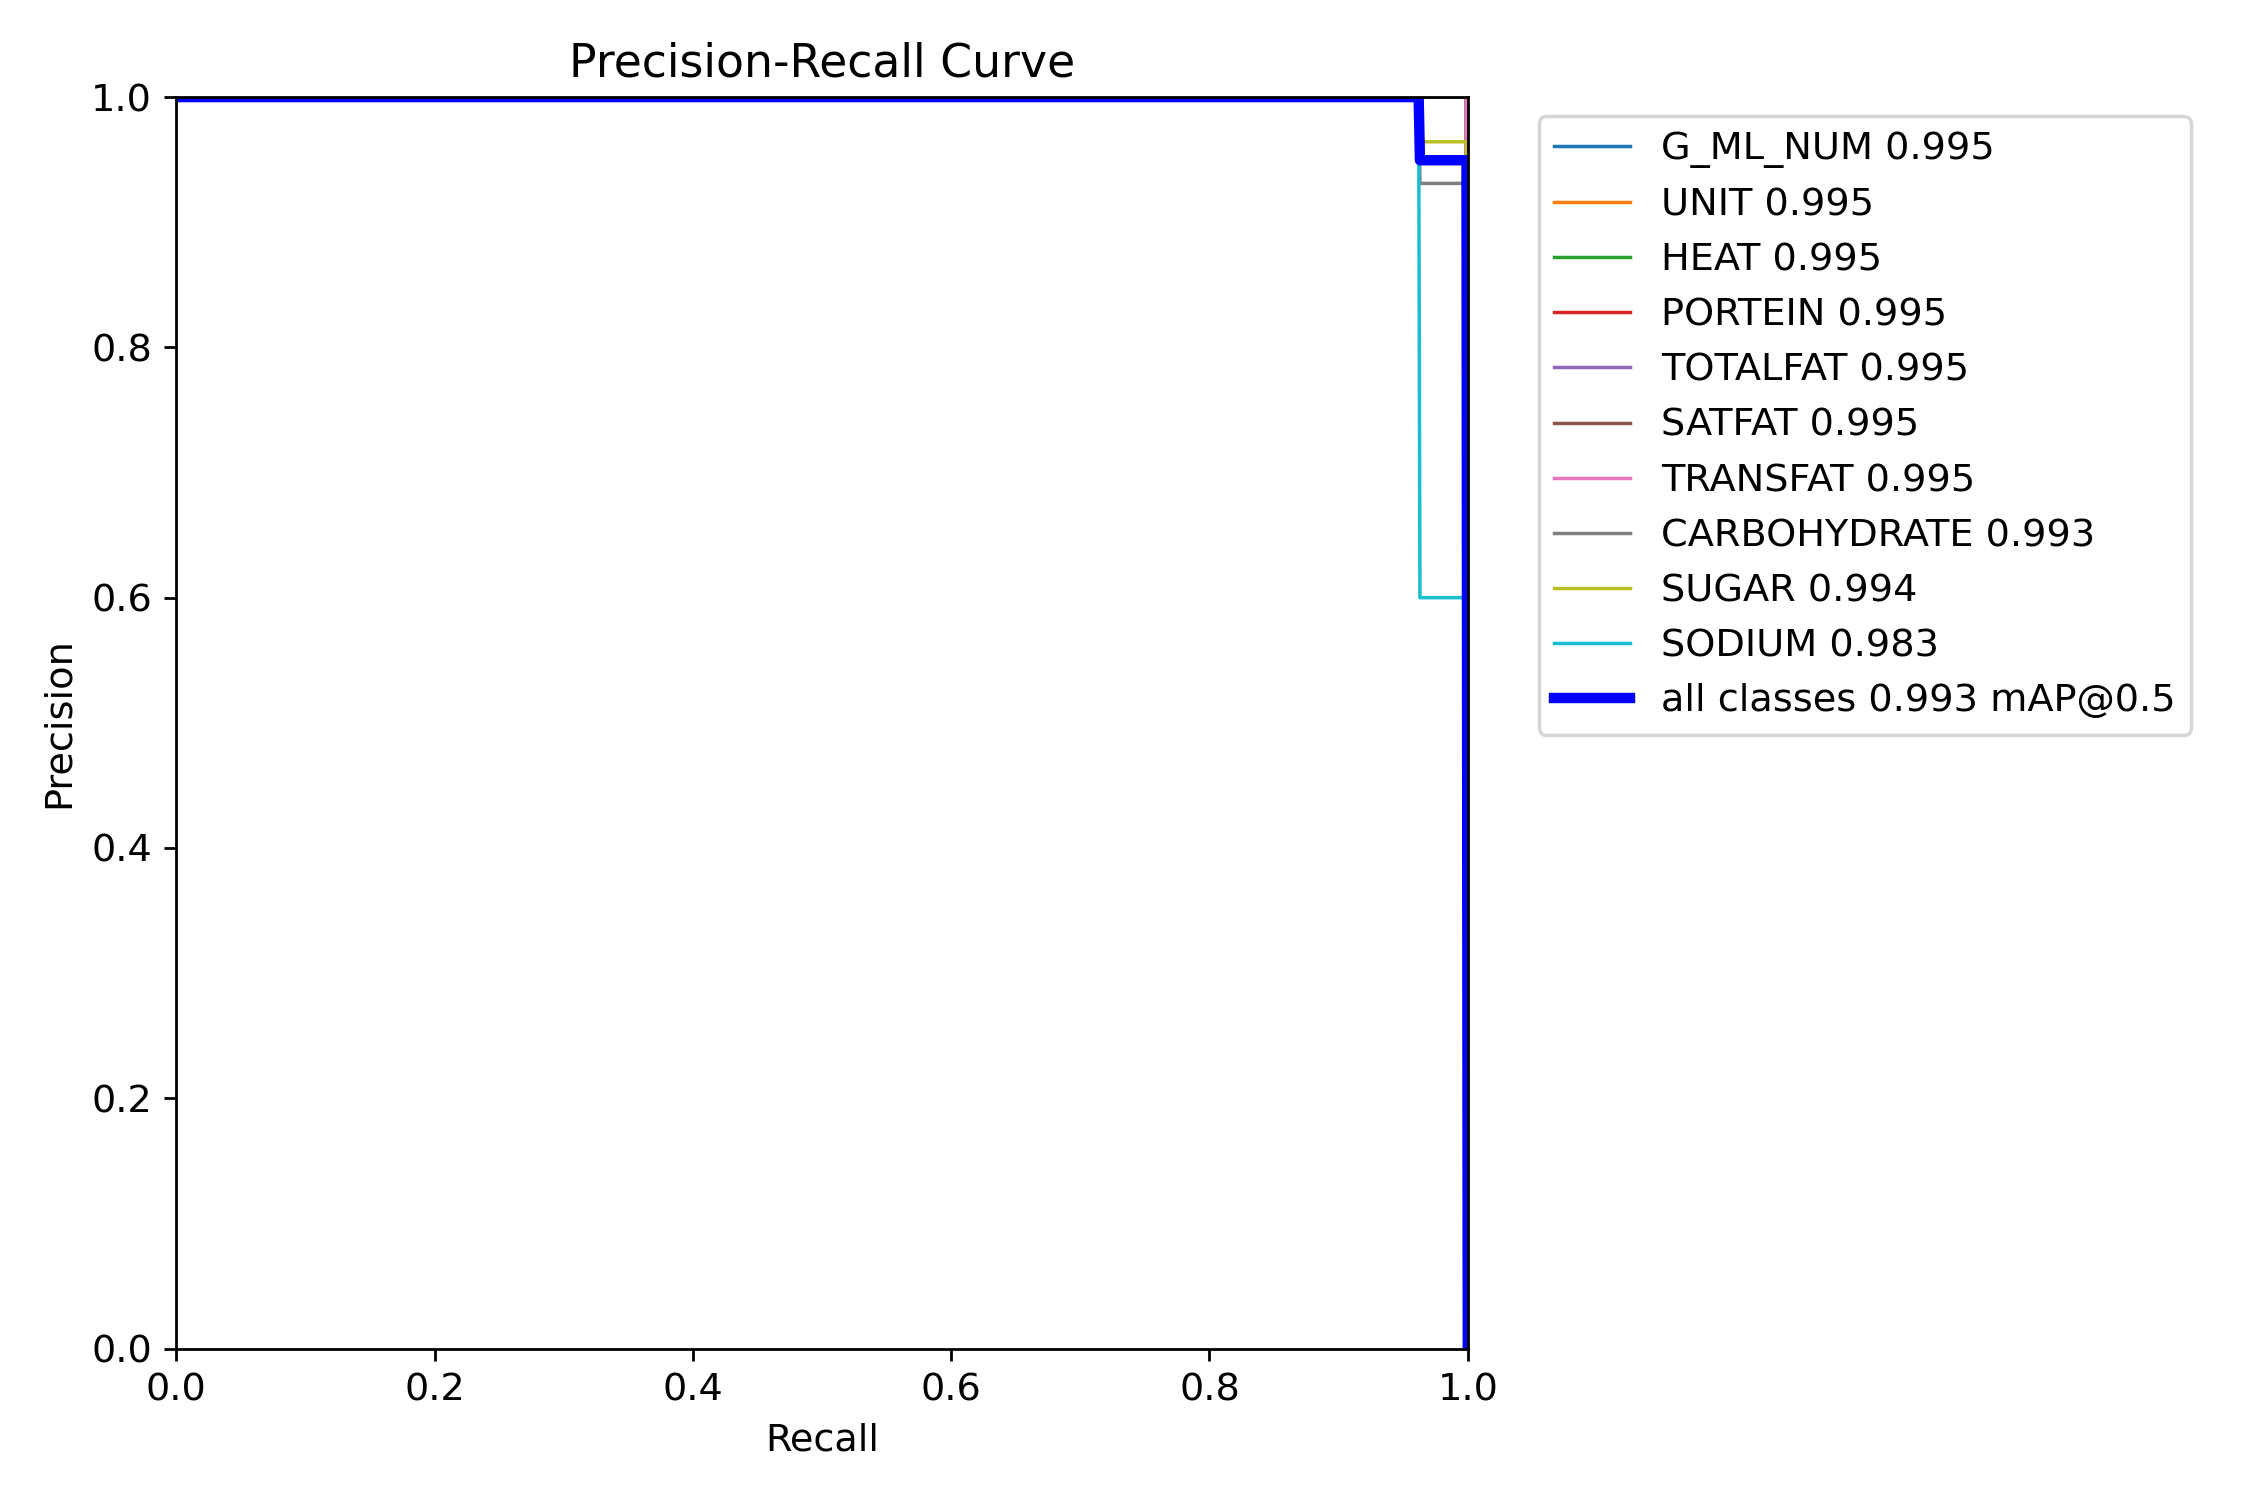 Precision-Recall Curve
1.0
0.8
0.6
0.4
0.2
0.0
Precision
0.0 0.2 0.4 0.6 0.8 1.0
Recall
G_ML_NUM 0.995
UNIT 0.995
HEAT 0.995
PORTEIN 0.995
TOTALFAT 0.995
SATFAT 0.995
TRANSFAT 0.995
CARBOHYDRATE 0.993
SUGAR 0.994
SODIUM 0.983
all classes 0.993 mAP@0.5